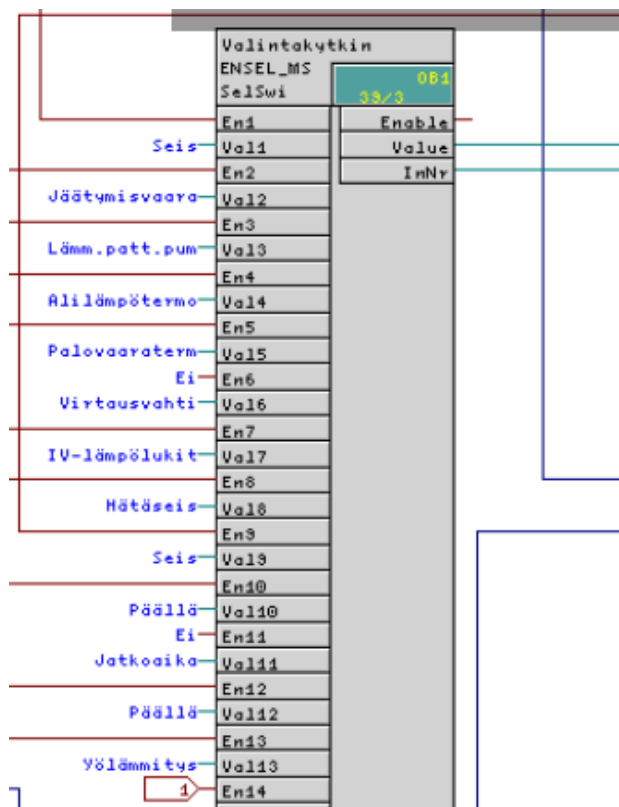 Valintakytkin
ENSEL_MS
OB1
SelSwi
39/3
En1
Enable
Seis Val1
Value
En2
InNr
Jäätymisvaara Val2
En3
Lämm.patt.pum Val3
En4
Alilämpötermo Val4
En5
Palovaaraterm Val5
Ei En6
Virtausvahti Val6
En7
IV-lämpölukit Val7
En8
Hätäseis Val8
En9
Seis Val9
En10
Päällä Val10
Ei En11
Jatkoaika Val11
En12
Päällä Val12
En13
Yölämmitys Val13
1 En14